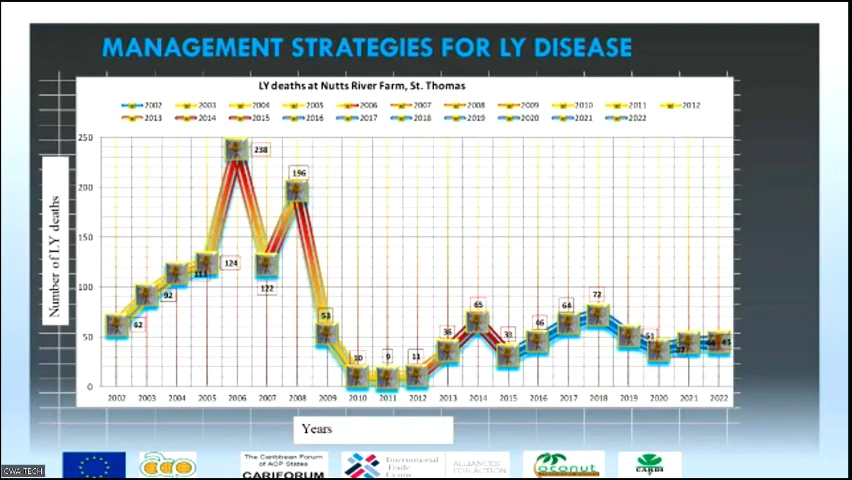 MANAGEMENT STRATEGIES FOR LY DISEASE
LY deaths at Nutts River Farm, St. Thomas
2002 2003 2004 2005 2006 2007 2008 2009 2010 2011 2012
2013 2014 2015 2016 2017 2018 2019 2020 2021 2022
Number of LY deaths
250
200
150
100
50
0
62
92
113
124
238
122
196
53
10
9
11
36
65
31
46
64
72
51
37
45
2002 2003 2004 2005 2006 2007 2008 2009 2010 2011 2012 2013 2014 2015 2016 2017 2018 2019 2020 2021 2022
Years
The Caribbean Forum
of ACP States
CARIFORUM
International
Trade
Centre
ALLIANCES
FOR ACTION
Coconut
CARDI
CWA TECH